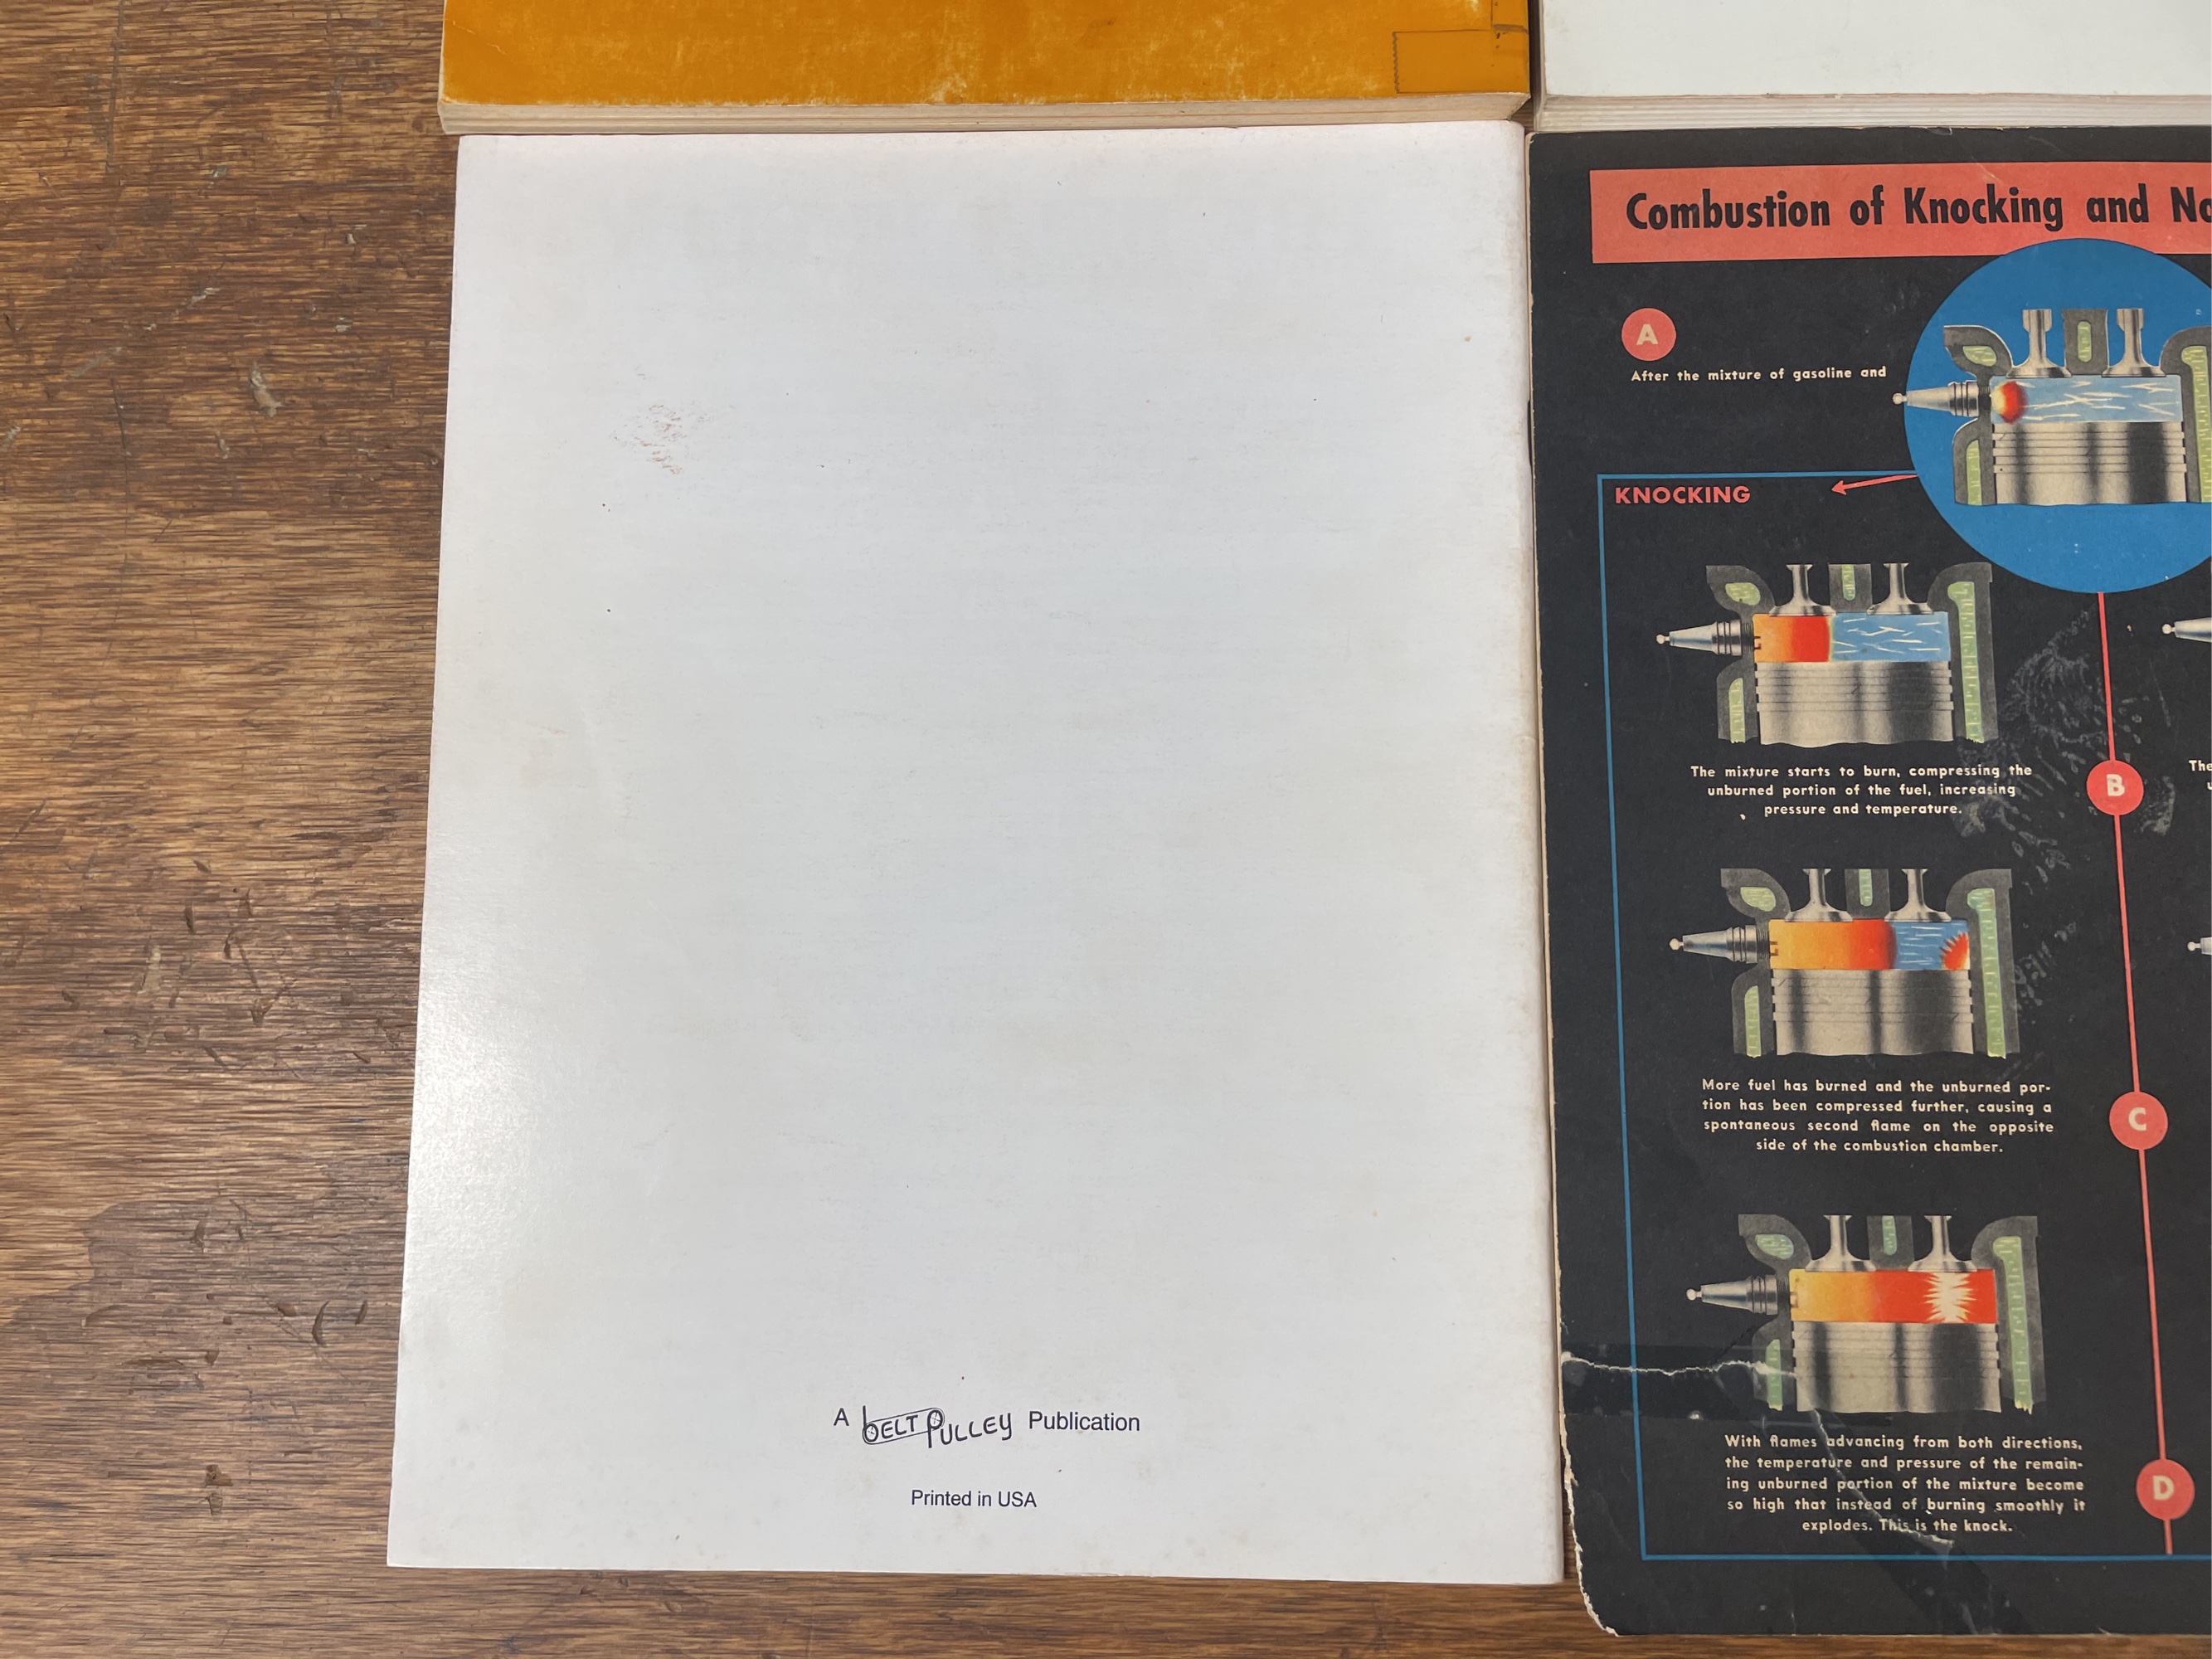 A BELT PULLEY Publication
Printed in USA
Combustion of Knocking and
A
After the mixture of gasoline and
KNOCKING
The mixture starts to burn, compressing the
unburned portion of the fuel, increasing
pressure and temperature.
B
More fuel has burned and the unburned por-
tion has been compressed further, causing a
spontaneous second flame on the opposite
side of the combustion chamber.
C
With flames advancing from both directions,
the temperature and pressure of the remain-
ing unburned portion of the mixture become
so high that instead of burning smoothly it
explodes. This is the knock.
D